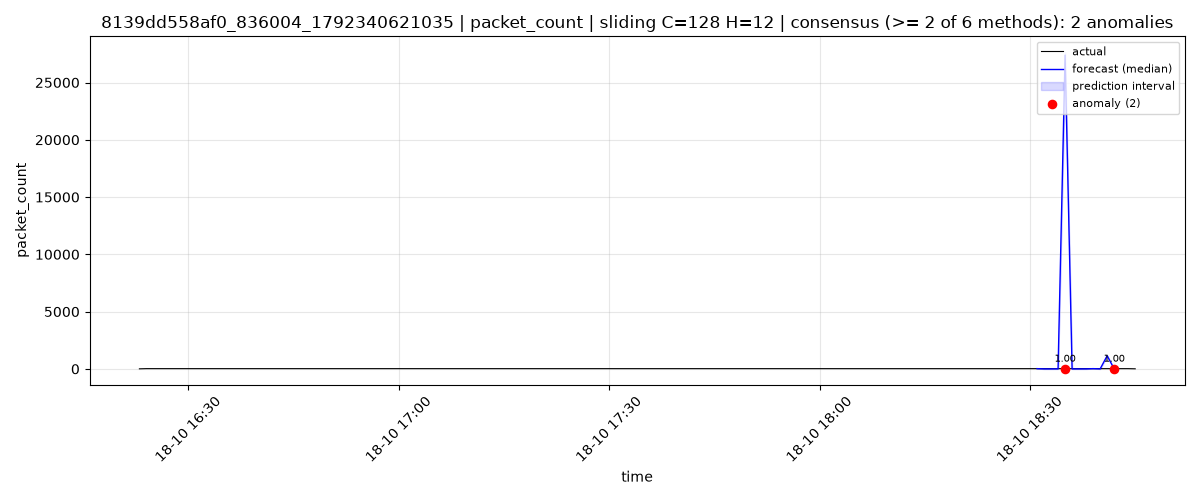 8139dd558af0_836004_1792340621035 | packet_count | sliding C=128 H=12 | consensus (>= 2 of 6 methods): 2 anomalies
actual
forecast (median)
prediction interval
anomaly (2)
packet_count
25000
20000
15000
10000
5000
0
1.00
1.00
18-10 16:30
18-10 17:00
18-10 17:30
18-10 18:00
18-10 18:30
time